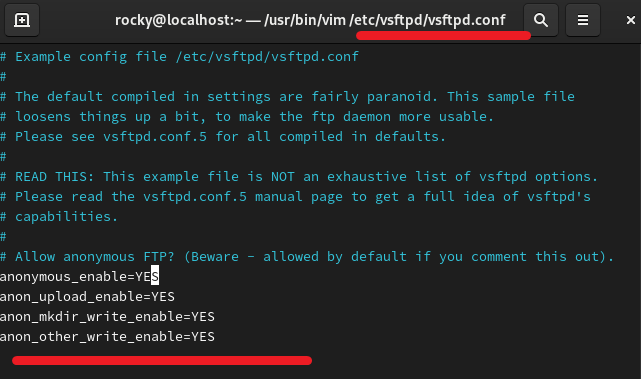 rocky@localhost:~ — /usr/bin/vim /etc/vsftpd/vsftpd.conf
# Example config file /etc/vsftpd/vsftpd.conf
#
# The default compiled in settings are fairly paranoid. This sample file
# loosens things up a bit, to make the ftp daemon more usable.
# Please see vsftpd.conf.5 for all compiled in defaults.
#
# READ THIS: This example file is NOT an exhaustive list of vsftpd options.
# Please read the vsftpd.conf.5 manual page to get a full idea of vsftpd's
# capabilities.
#
# Allow anonymous FTP? (Beware - allowed by default if you comment this out).
anonymous_enable=YES
anon_upload_enable=YES
anon_mkdir_write_enable=YES
anon_other_write_enable=YES